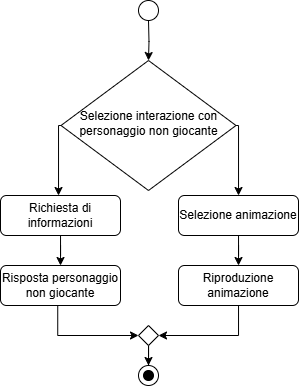 Selezione interazione con
personaggio non giocante
Richiesta di
informazioni
Selezione animazione
Risposta personaggio
non giocante
Riproduzione
animazione